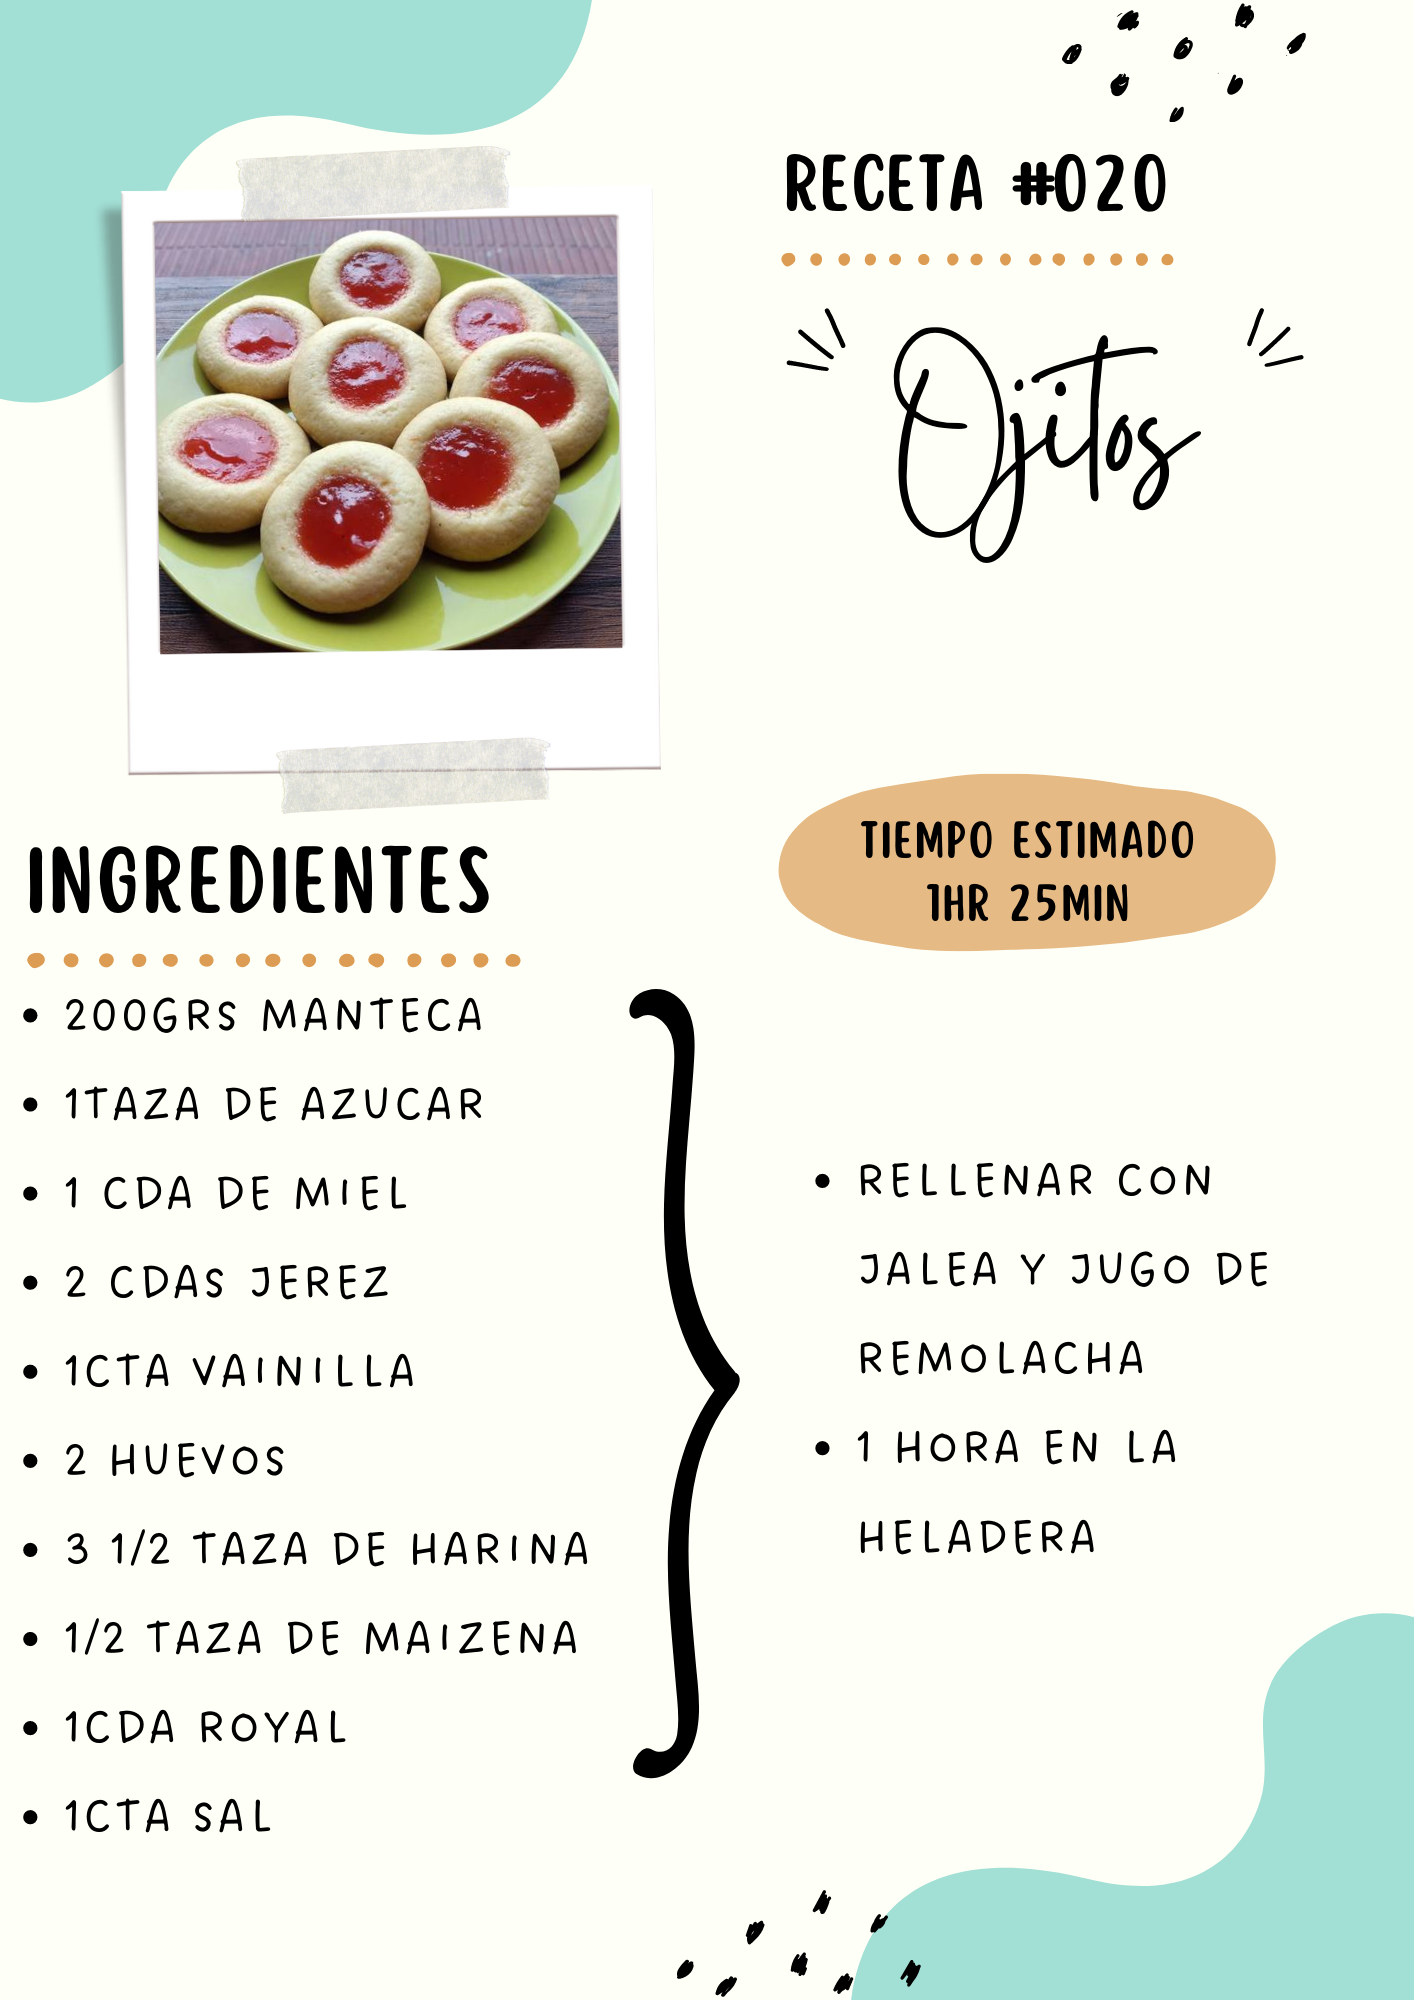 RECETA #020
Ojitos
TIEMPO ESTIMADO
1HR 25MIN
INGREDIENTES
• 200GRS MANTECA
• 1TAZA DE AZUCAR
• 1 CDA DE MIEL
• 2 CDAS JEREZ
• 1CTA VAINILLA
• 2 HUEVOS
• 3 1/2 TAZA DE HARINA
• 1/2 TAZA DE MAIZENA
• 1CDA ROYAL
• 1CTA SAL
• RELLENAR CON
JALEA Y JUGO DE
REMOLACHA
• 1 HORA EN LA
HELADERA